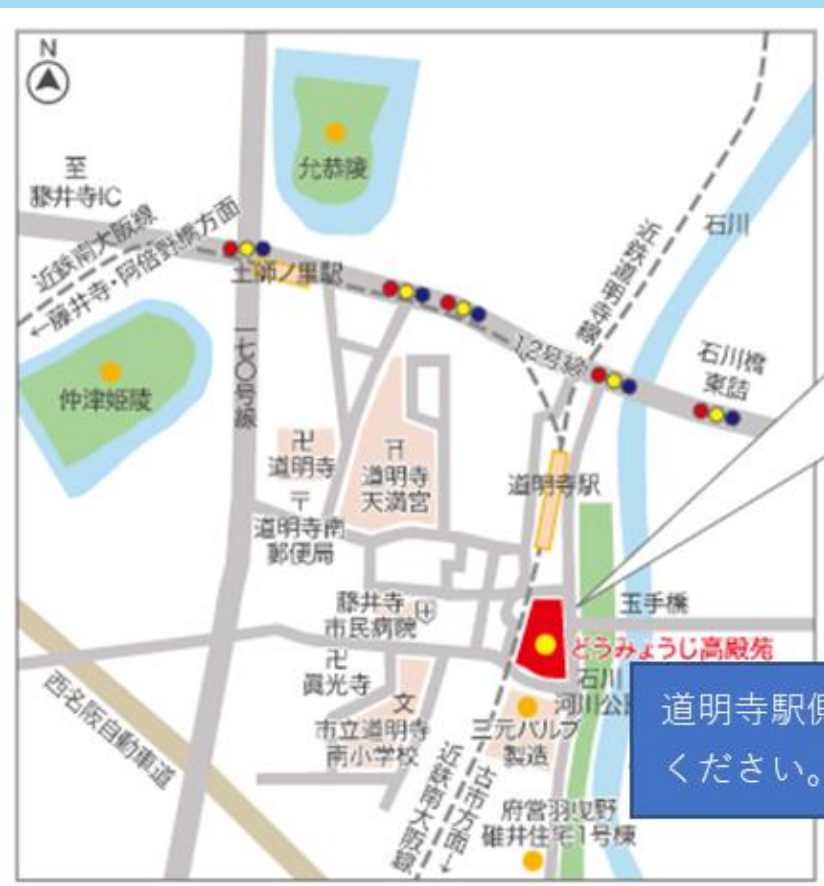 N
允恭陵
至
藤井寺IC
近鉄南大阪線
←藤井寺・阿倍野橋方面
土師ノ里駅
近鉄道明寺線
石川
12号線
石川橋
東詰
仲津姫陵
一七〇号線
卍
道明寺
〒
道明寺南
郵便局
道明寺
天満宮
道明寺駅
藤井寺
市民病院
玉手橋
どうみょうじ高殿苑
卍
眞光寺
石川
河川公
道明寺駅側
ください。
文
市立道明寺
南小学校
三元バルブ
製造
西名阪自動車道
古市方面→
近鉄南大阪線
府営羽曳野
碓井住宅1号棟